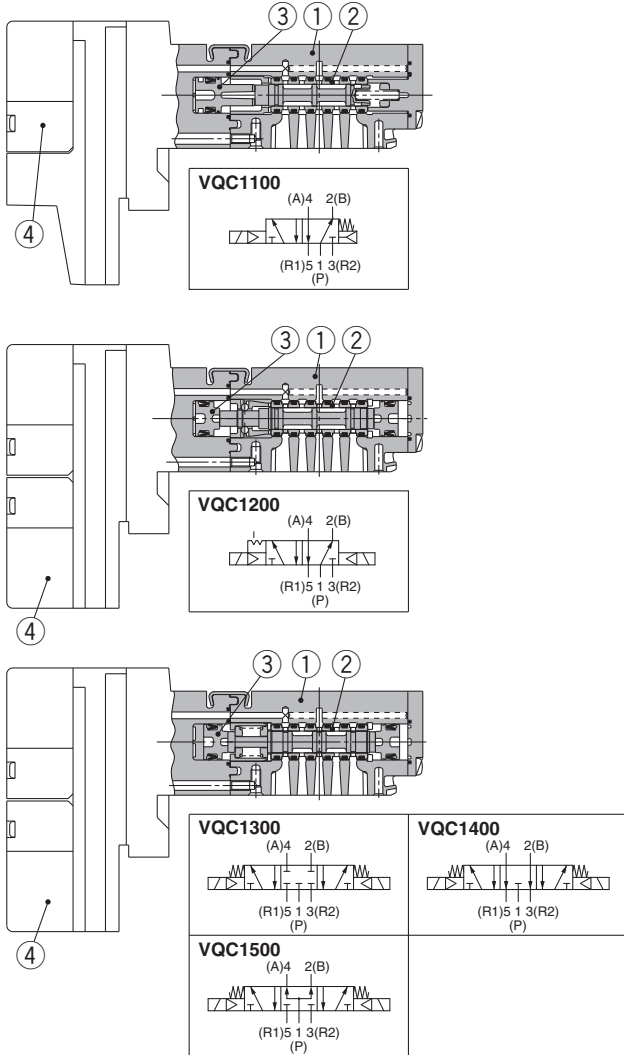 ③ ① ②
④
VQC1100
(A)4 2(B)
(R1)5 1 3(R2)
(P)
③ ① ②
④
VQC1200
(A)4 2(B)
(R1)5 1 3(R2)
(P)
③ ① ②
④
VQC1300
(A)4 2(B)
(R1)5 1 3(R2)
(P)
VQC1400
(A)4 2(B)
(R1)5 1 3(R2)
(P)
VQC1500
(A)4 2(B)
(R1)5 1 3(R2)
(P)